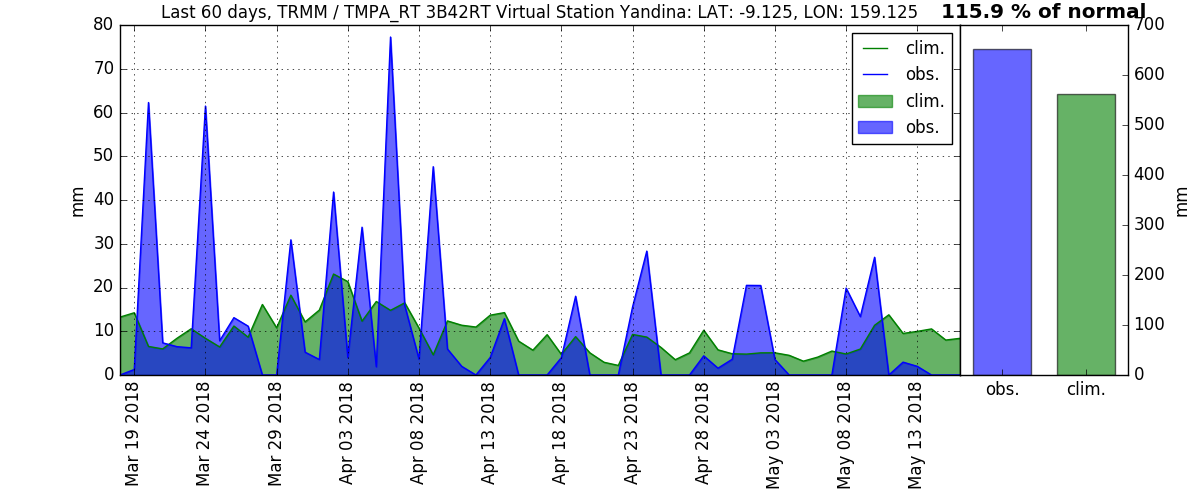 Last 60 days, TRMM / TMPA_RT 3B42RT Virtual Station Yandina: LAT: -9.125, LON: 159.125
115.9 % of normal
80
70
60
50
40
30
20
10
0
mm
clim.
obs.
clim.
obs.
Mar 19 2018
Mar 24 2018
Mar 29 2018
Apr 03 2018
Apr 08 2018
Apr 13 2018
Apr 18 2018
Apr 23 2018
Apr 28 2018
May 03 2018
May 08 2018
May 13 2018
700
600
500
400
300
200
100
0
mm
obs.
clim.